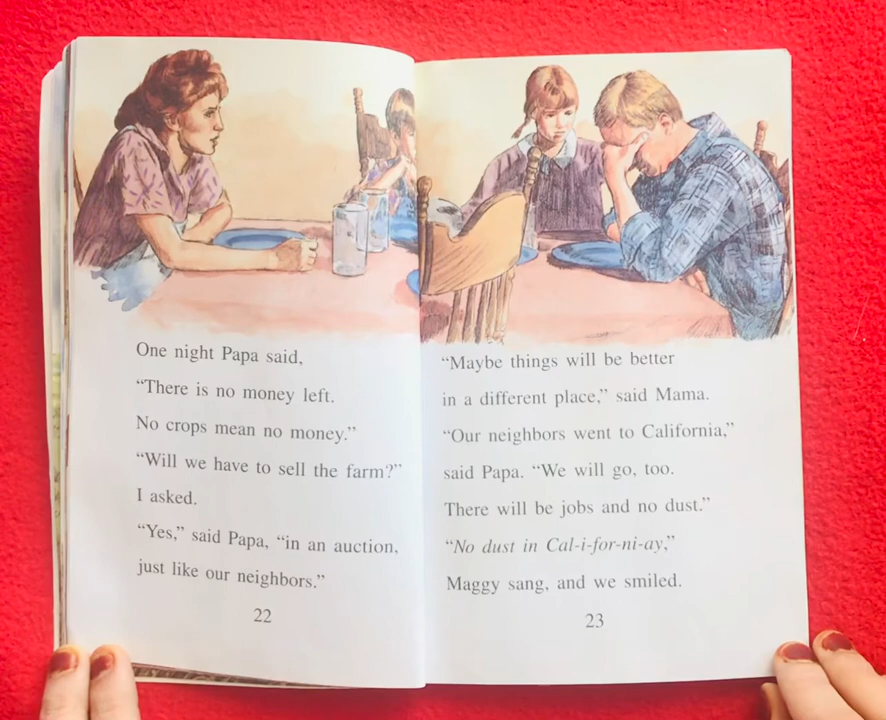 One night Papa said,
“There is no money left.
No crops mean no money.”
“Will we have to sell the farm?”
I asked.
“Yes,” said Papa, “in an auction,
just like our neighbors.”
22
“Maybe things will be better
in a different place,” said Mama.
“Our neighbors went to California,”
said Papa. “We will go, too.
There will be jobs and no dust.”
“No dust in Cal-i-for-ni-ay,”
Maggy sang, and we smiled.
23